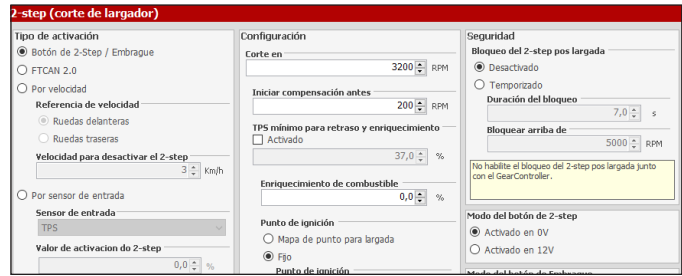 2-step (corte de largador)
Tipo de activación
Botón de 2-Step / Embrague
FTCAN 2.0
Por velocidad
Referencia de velocidad
Ruedas delanteras
Ruedas traseras
Velocidad para desactivar el 2-step
3 Km/h
Por sensor de entrada
Sensor de entrada
TPS
Valor de activacion do 2-step
0,0 %
Configuración
Corte en
3200 RPM
Iniciar compensación antes
200 RPM
TPS mínimo para retraso y enriquecimiento
Activado
37,0 %
Enriquecimiento de combustible
0,0 %
Punto de ignición
Mapa de punto para largada
Fijo
Punto de ignición
Seguridad
Bloqueo del 2-step pos largada
Desactivado
Temporizado
Duración del bloqueo
7,0 s
Bloquear arriba de
5000 RPM
No habilite el bloqueo del 2-step pos largada junto
con el GearController.
Modo del botón de 2-step
Activado en 0V
Activado en 12V
Modo del botón de Embrague